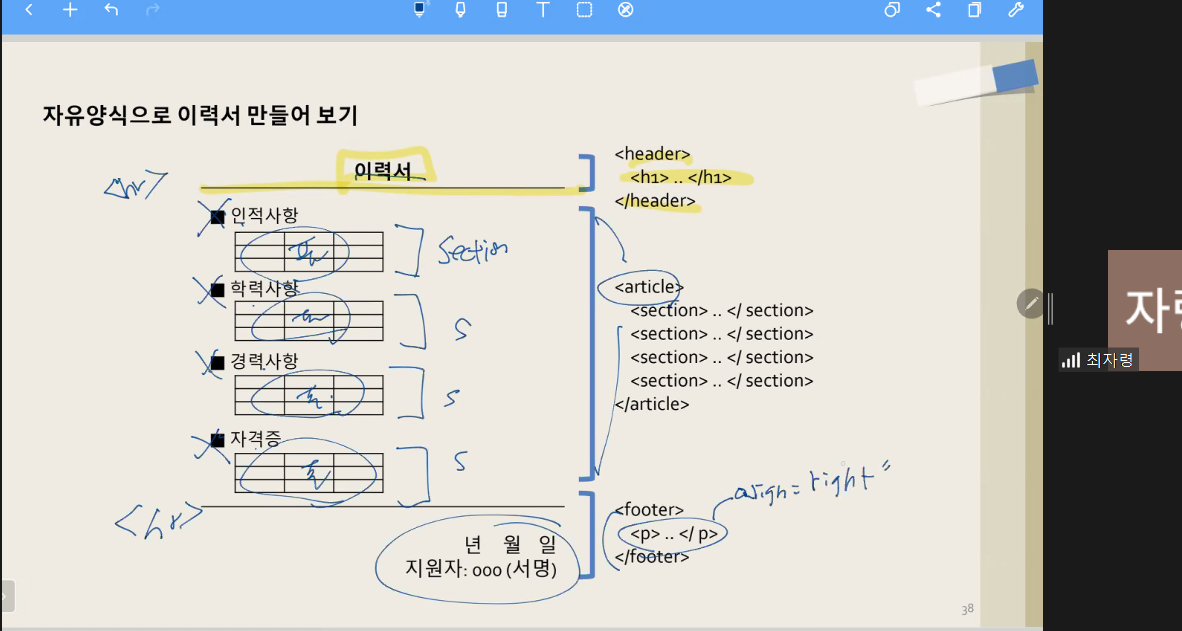 자유양식으로 이력서 만들어 보기
<hr>
이력서
■ 인적사항
표
Section
■ 학력사항
S
■ 경력사항
표
S
■ 자격증
표
S
<hr>
년 월 일
지원자: ooo (서명)
<header>
<h1> .. </h1>
</header>
<article>
<section> .. </ section>
<section> .. </ section>
<section> .. </ section>
<section> .. </ section>
</article>
<footer>
<p> .. </ p>
</footer>
align = right "
38
최자령